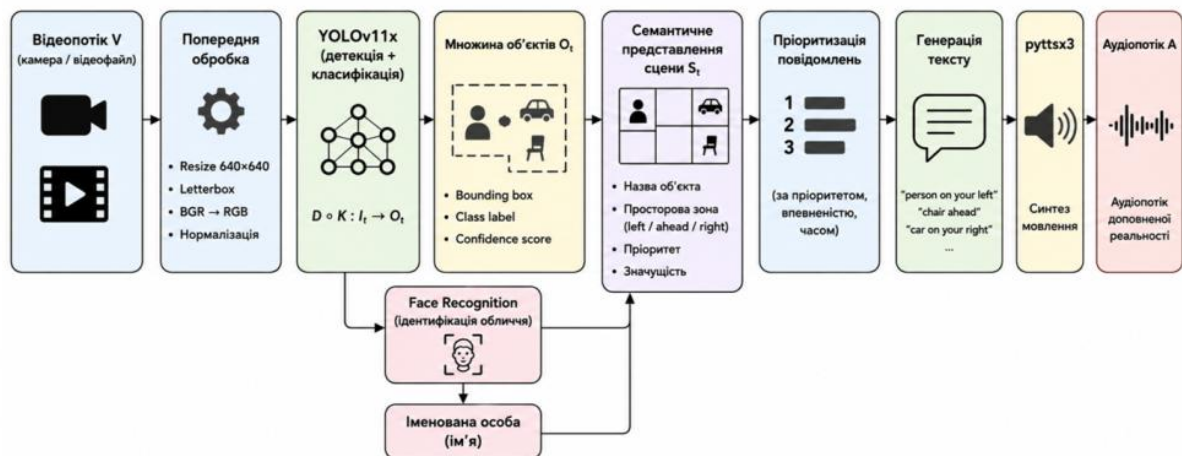 Відеопотік V
(камера / відеофайл)
Попередня
обробка
• Resize 640×640
• Letterbox
• BGR → RGB
• Нормалізація
YOLOv11x
(детекція +
класифікація)
D ∘ K : Iₜ → Oₜ
Множина об’єктів Oₜ
• Bounding box
• Class label
• Confidence score
Семантичне
представлення
сцени Sₜ
• Назва об’єкта
• Просторова зона
(left / ahead / right)
• Пріоритет
• Значущість
Пріоритизація
повідомлень
1
2
3
(за пріоритетом,
впевненістю,
часом)
Генерація
тексту
"person on your left"
"chair ahead"
"car on your right"
...
pyttsx3
Синтез
мовлення
Аудіопотік A
Аудіопотік
доповненої
реальності
Face Recognition
(ідентифікація обличчя)
Іменована особа
(ім’я)